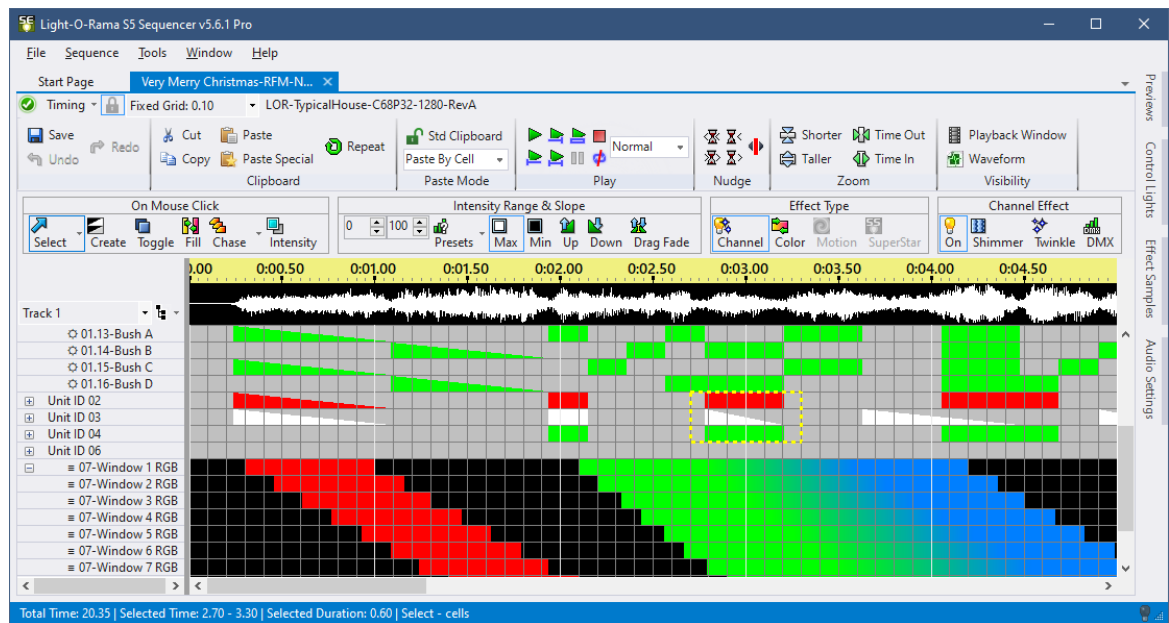 Light-O-Rama S5 Sequencer v5.6.1 Pro
File Sequence Tools Window Help
Start Page Very Merry Christmas-RFM-N...
Timing Fixed Grid: 0.10 LOR-TypicalHouse-C68P32-1280-RevA
Save Redo Cut Paste Repeat Std Clipboard Normal Shorter Time Out Playback Window
Undo Copy Paste Special Paste By Cell Taller Time In Waveform
Clipboard Paste Mode Play Nudge Zoom Visibility
On Mouse Click Intensity Range & Slope Effect Type Channel Effect
0 100
Select Create Toggle Fill Chase Intensity Presets Max Min Up Down Drag Fade Channel Color Motion SuperStar On Shimmer Twinkle DMX
).00 0:00.50 0:01.00 0:01.50 0:02.00 0:02.50 0:03.00 0:03.50 0:04.00 0:04.50
Track 1
01.13-Bush A
01.14-Bush B
01.15-Bush C
01.16-Bush D
Unit ID 02
Unit ID 03
Unit ID 04
Unit ID 06
07-Window 1 RGB
07-Window 2 RGB
07-Window 3 RGB
07-Window 4 RGB
07-Window 5 RGB
07-Window 6 RGB
07-Window 7 RGB
Total Time: 20.35 | Selected Time: 2.70 - 3.30 | Selected Duration: 0.60 | Select - cells
Previews
Control Lights
Effect Samples
Audio Settings